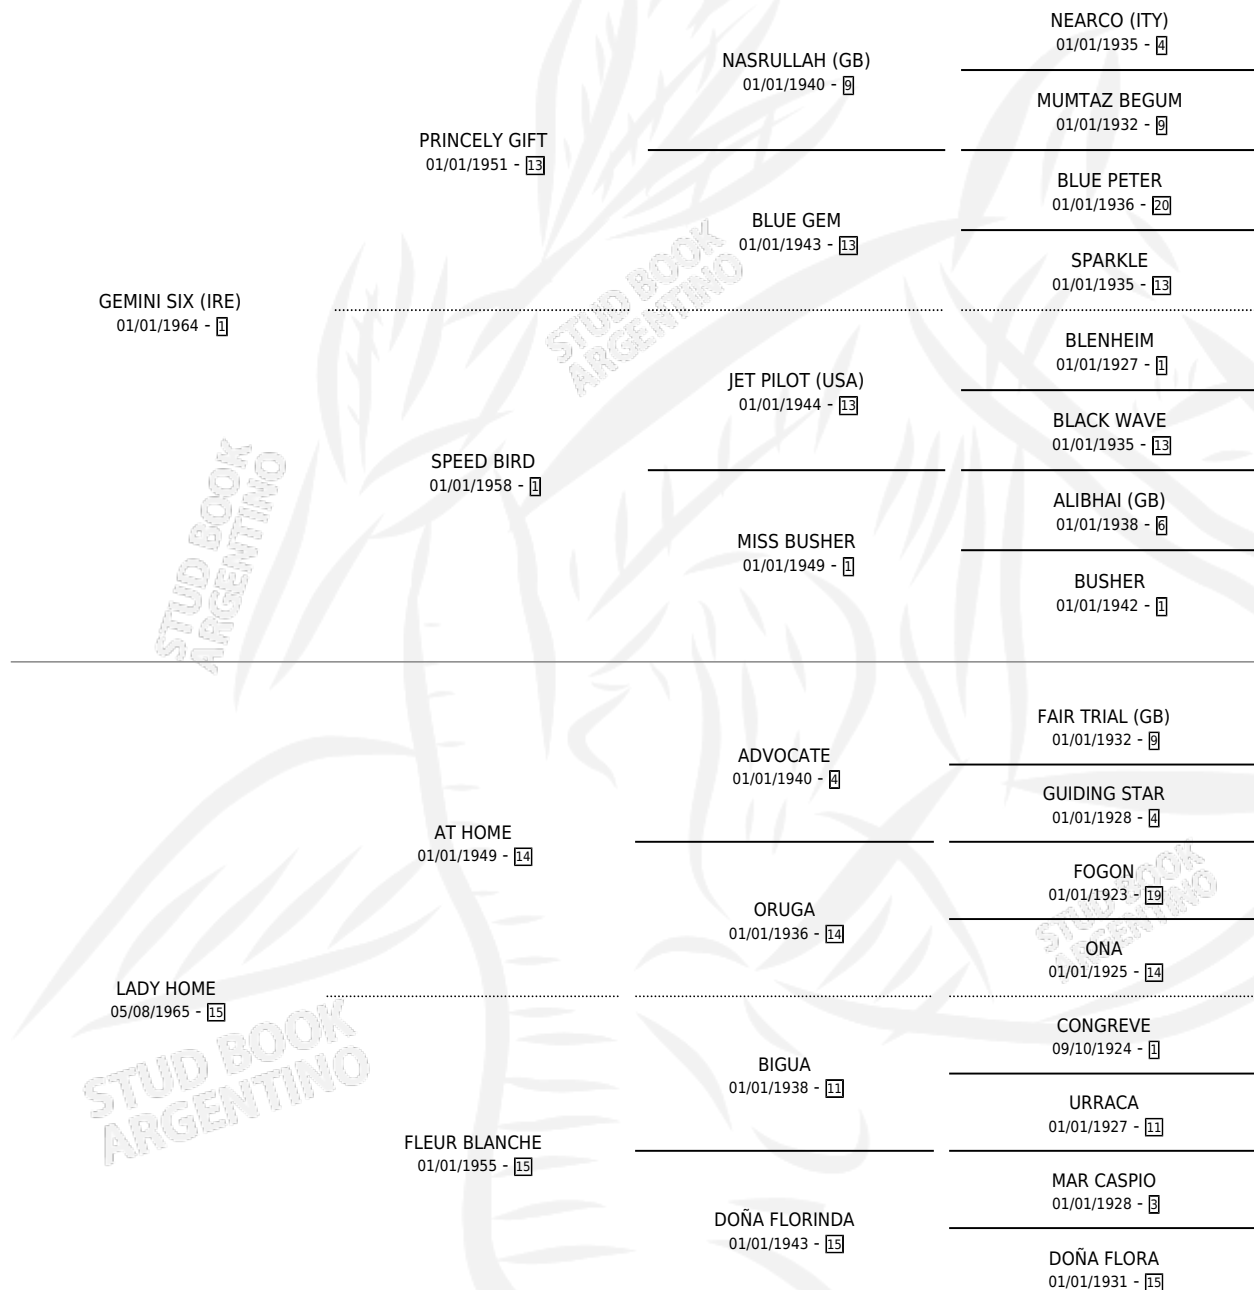 NEARCO (ITY)
01/01/1935 - 4
NASRULLAH (GB)
01/01/1940 - 9
MUMTAZ BEGUM
01/01/1932 - 9
PRINCELY GIFT
01/01/1951 - 13
BLUE PETER
01/01/1936 - 20
BLUE GEM
01/01/1943 - 13
SPARKLE
01/01/1935 - 13
GEMINI SIX (IRE)
01/01/1964 - 1
BLENHEIM
01/01/1927 - 1
JET PILOT (USA)
01/01/1944 - 13
BLACK WAVE
01/01/1935 - 13
SPEED BIRD
01/01/1958 - 1
ALIBHAI (GB)
01/01/1938 - 6
MISS BUSHER
01/01/1949 - 1
BUSHER
01/01/1942 - 1
FAIR TRIAL (GB)
01/01/1932 - 9
ADVOCATE
01/01/1940 - 4
GUIDING STAR
01/01/1928 - 4
AT HOME
01/01/1949 - 14
FOGON
01/01/1923 - 19
ORUGA
01/01/1936 - 14
ONA
01/01/1925 - 14
LADY HOME
05/08/1965 - 15
CONGREVE
09/10/1924 - 1
BIGUA
01/01/1938 - 11
URRACA
01/01/1927 - 11
FLEUR BLANCHE
01/01/1955 - 15
MAR CASPIO
01/01/1928 - 3
DOÑA FLORINDA
01/01/1943 - 15
DOÑA FLORA
01/01/1931 - 15
STUD BOOK
ARGENTINO
STUD BOOK
ARGENTINO
STUD BOOK
ARGENTINO
STUD BOOK
ARGENTINO